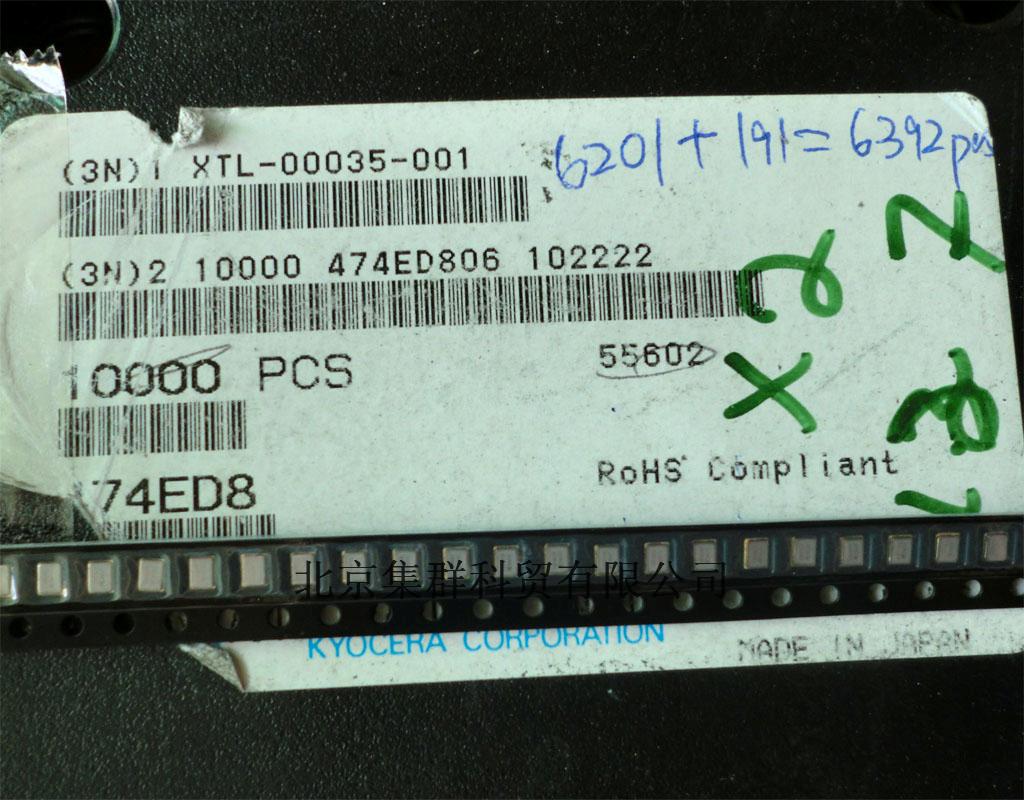 (3N)1 XTL-00035-001
6201+191=6392pcs
(3N)2 10000 474ED806 102222
10000 PCS
55602
RoHS Compliant
74ED8
北京集群科贸有限公司
KYOCERA CORPORATION
MADE IN JAPAN